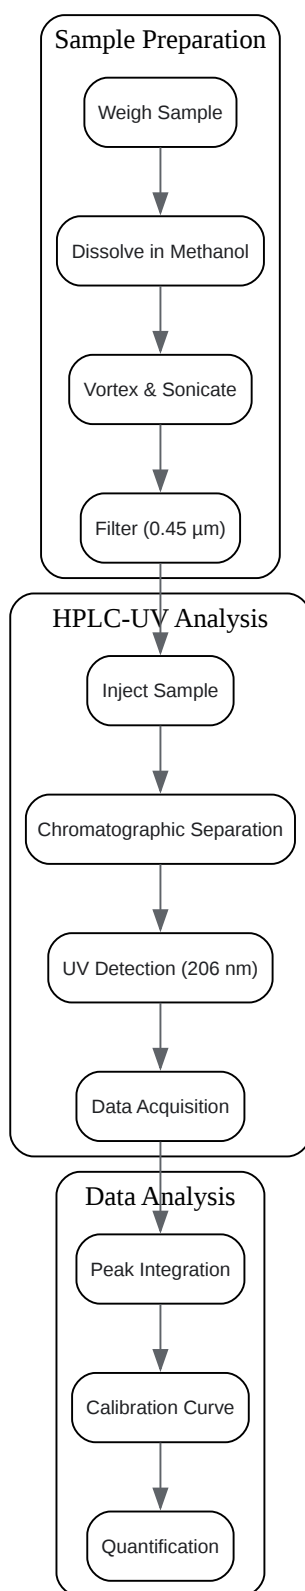 Sample Preparation
Weigh Sample
Dissolve in Methanol
Vortex & Sonicate
Filter (0.45 µm)
HPLC-UV Analysis
Inject Sample
Chromatographic Separation
UV Detection (206 nm)
Data Acquisition
Data Analysis
Peak Integration
Calibration Curve
Quantification